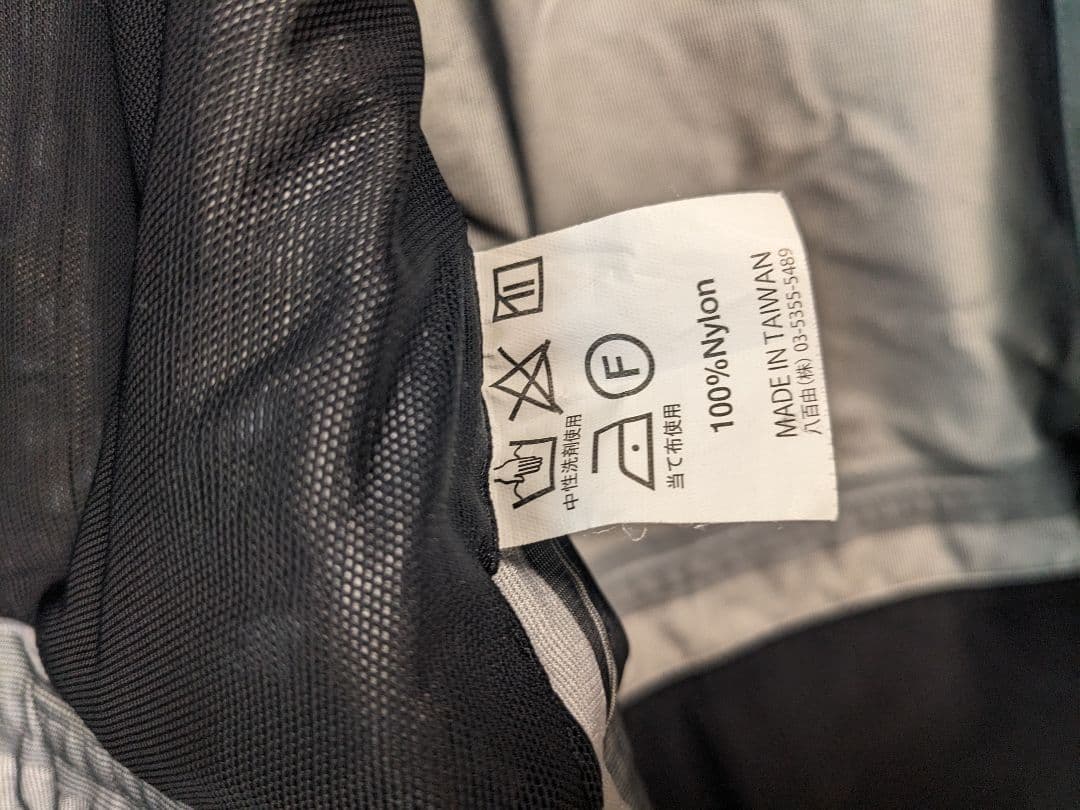 中性洗剤使用
F
当て布使用
100%Nylon
MADE IN TAIWAN
八百由(株) 03-5355-5489